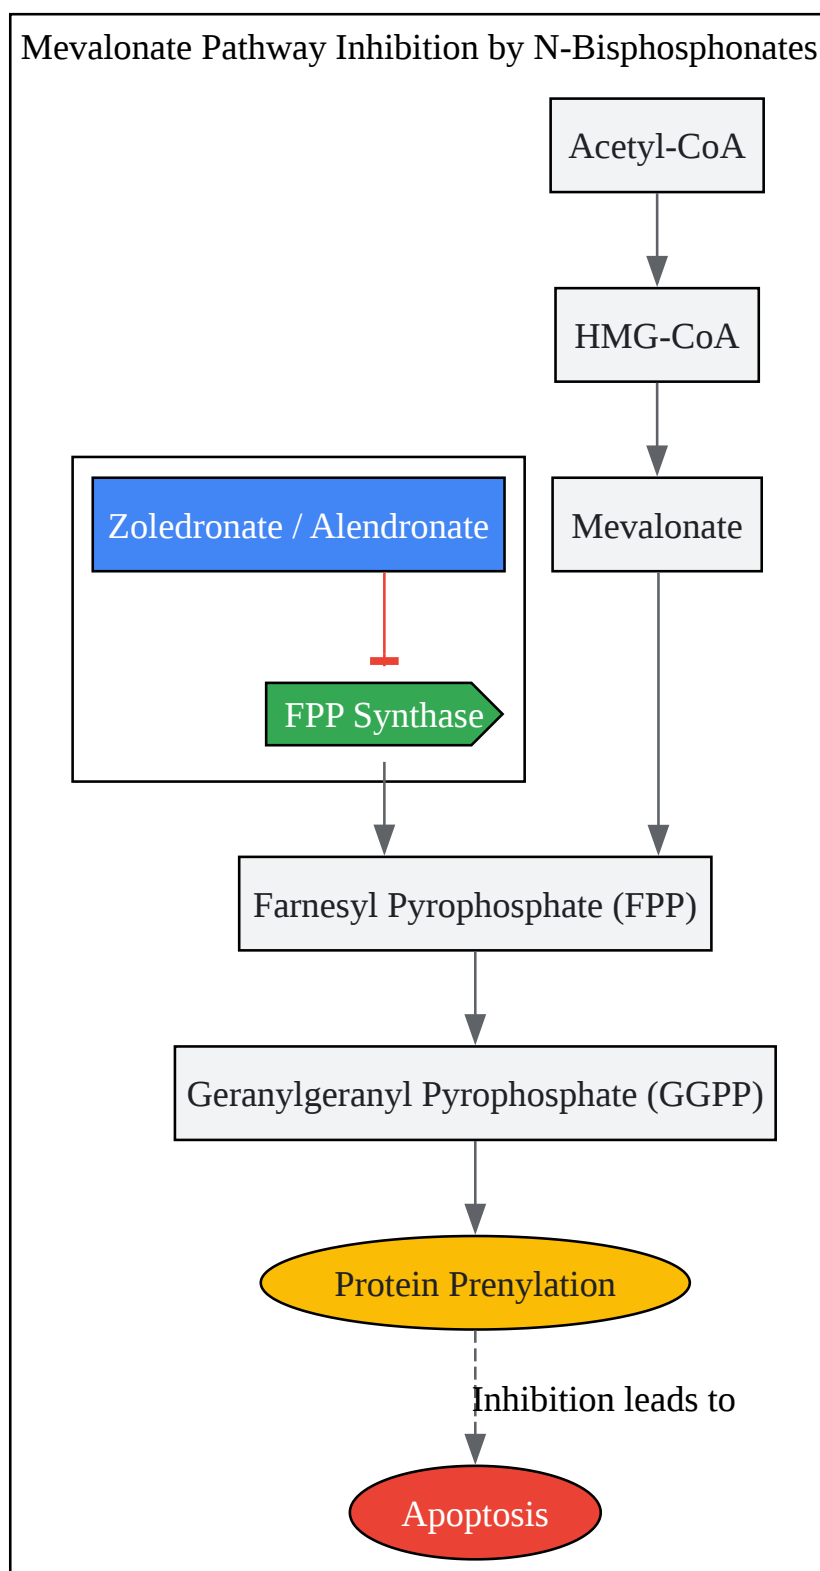 Mevalonate Pathway Inhibition by N-Bisphosphonates
Acetyl-CoA
HMG-CoA
Zoledronate / Alendronate
Mevalonate
FPP Synthase
Farnesyl Pyrophosphate (FPP)
Geranylgeranyl Pyrophosphate (GGPP)
Protein Prenylation
Inhibition leads to
Apoptosis